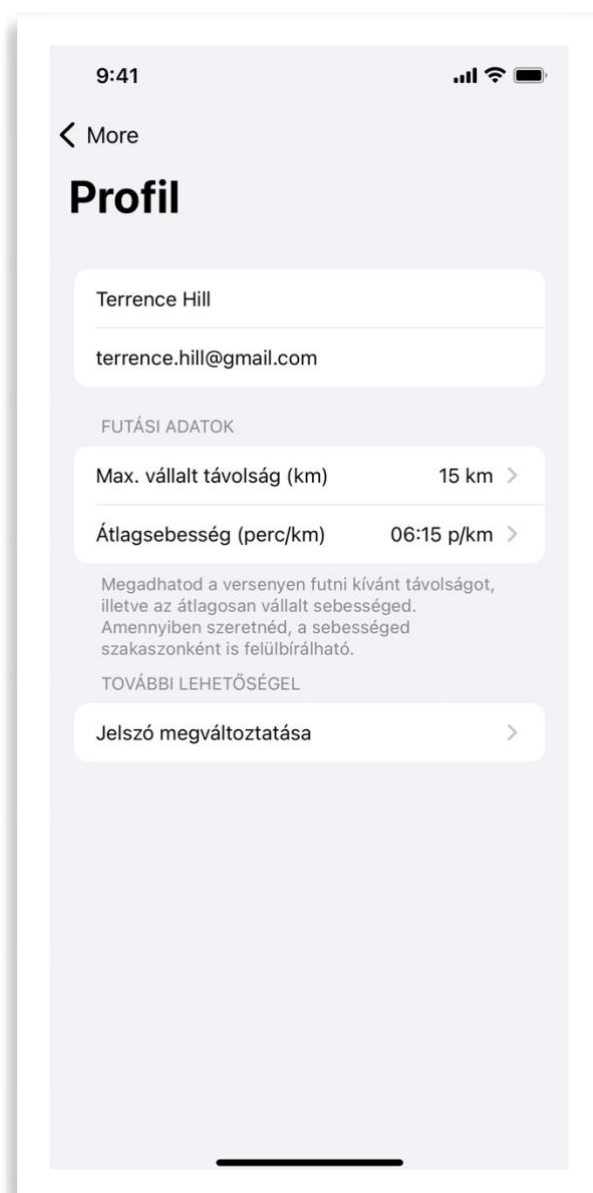 9:41
More
Profil
Terrence Hill
terrence.hill@gmail.com
FUTÁSI ADATOK
Max. vállalt távolság (km) 15 km
Átlagsebesség (perc/km) 06:15 p/km
Megadhatod a versenyen futni kívánt távolságot,
illetve az átlagosan vállalt sebességed.
Amennyiben szeretnéd, a sebességed
szakaszonként is felülbírálható.
TOVÁBBI LEHETŐSÉGEL
Jelszó megváltoztatása